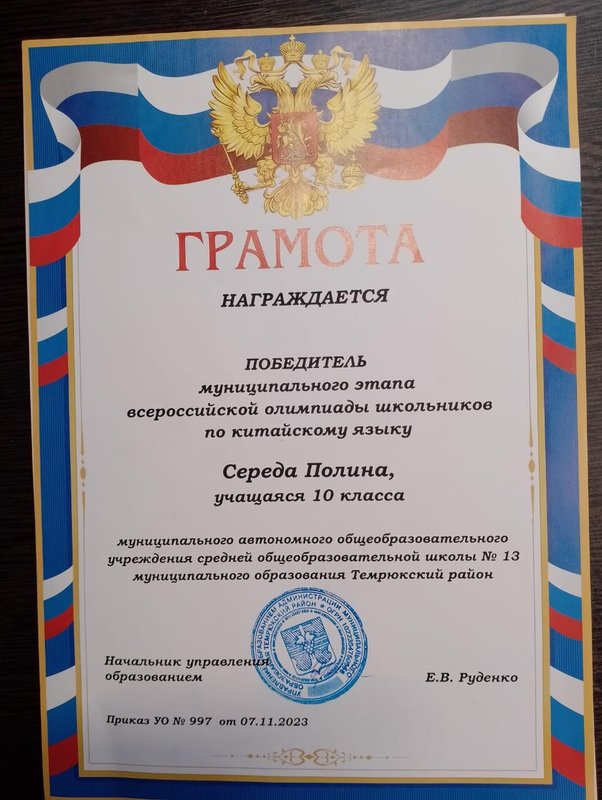 ГРАМОТА
НАГРАЖДАЕТСЯ
ПОБЕДИТЕЛЬ
муниципального этапа
всероссийской олимпиады школьников
по китайскому языку
Середа Полина,
учащаяся 10 класса
муниципального автономного общеобразовательного
учреждения средней общеобразовательной школы № 13
муниципального образования Темрюкский район
Начальник управления
образованием
Е.В. Руденко
Приказ УО № 997 от 07.11.2023